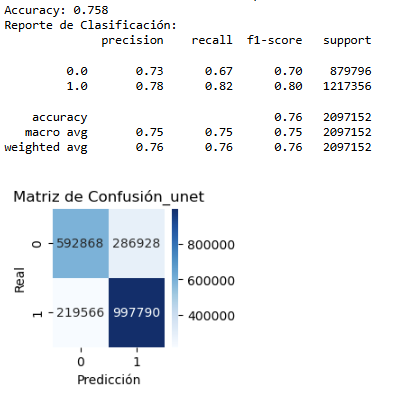 Accuracy: 0.758
Reporte de Clasificación:
precision recall f1-score support
0.0 0.73 0.67 0.70 879796
1.0 0.78 0.82 0.80 1217356
accuracy 0.76 2097152
macro avg 0.75 0.75 0.75 2097152
weighted avg 0.76 0.76 0.76 2097152
Matriz de Confusión_unet
0 592868 286928 800000
600000
Real
1 219566 997790 400000
0 1
Predicción